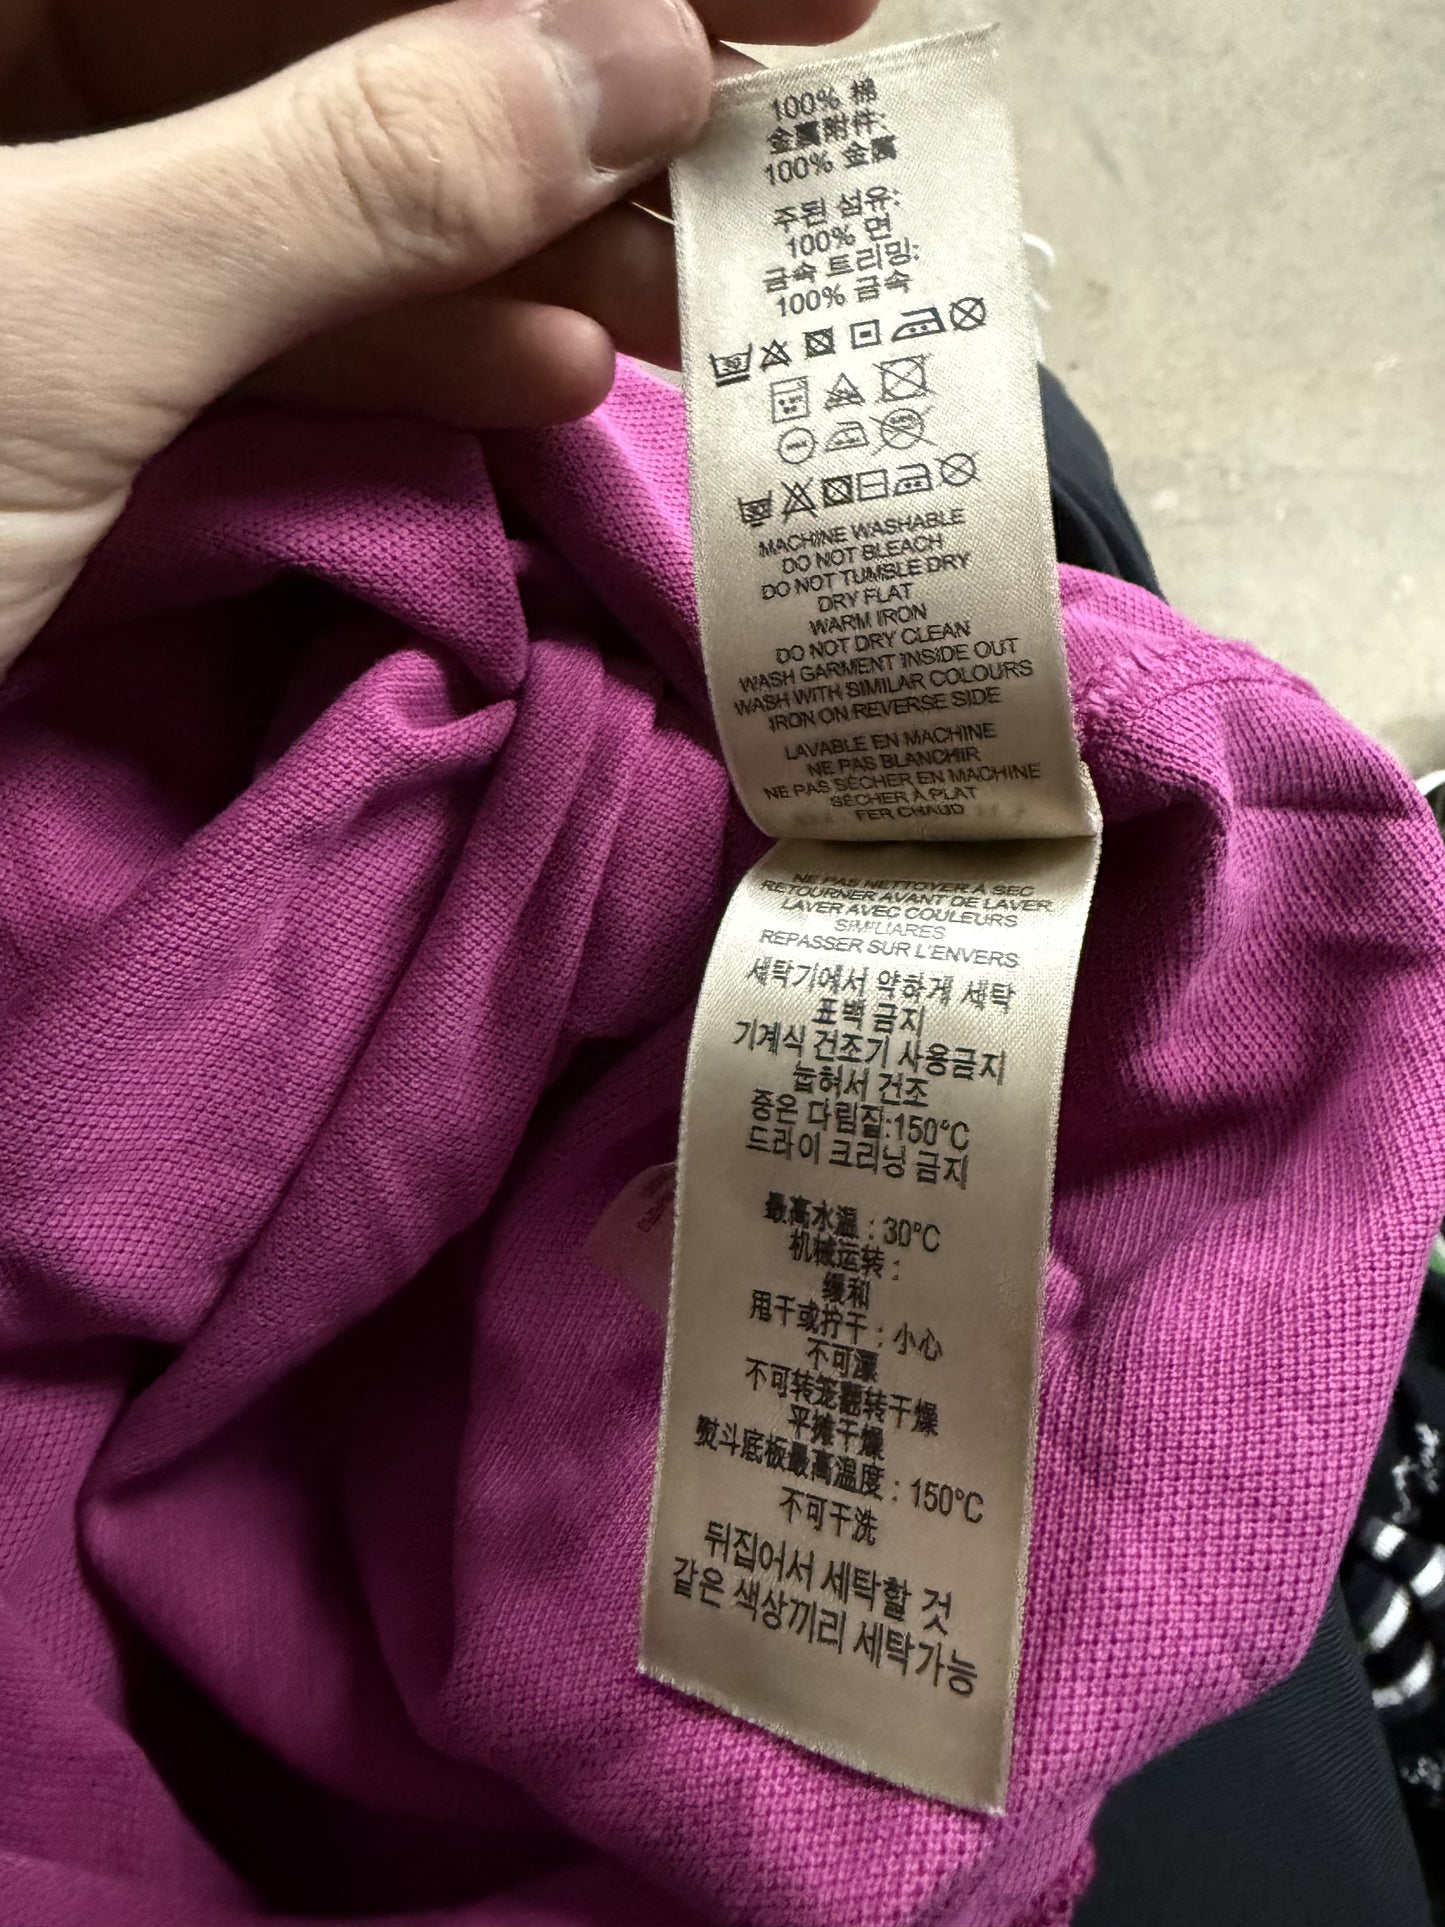 100% 棉
金属附件:
100% 金属
주된 섬유:
100% 면
금속 트리밍:
100% 금속
30
MACHINE WASHABLE
DO NOT BLEACH
DO NOT TUMBLE DRY
DRY FLAT
WARM IRON
DO NOT DRY CLEAN
WASH GARMENT INSIDE OUT
WASH WITH SIMILAR COLOURS
IRON ON REVERSE SIDE
LAVABLE EN MACHINE
NE PAS BLANCHIR
NE PAS SÉCHER EN MACHINE
SÉCHER À PLAT
FER CHAUD
NE PAS NETTOYER À SEC
RETOURNER AVANT DE LAVER
LAVER AVEC COULEURS
SIMILIARES
REPASSER SUR L'ENVERS
세탁기에서 약하게 세탁
표백 금지
기계식 건조기 사용금지
눕혀서 건조
중온 다림질:150°C
드라이 크리닝 금지
最高水温 : 30°C
机械运转 :
缓和
甩干或拧干 : 小心
不可漂
不可转笼翻转干燥
平摊干燥
熨斗底板最高温度 : 150°C
不可干洗
뒤집어서 세탁할 것
같은 색상끼리 세탁가능